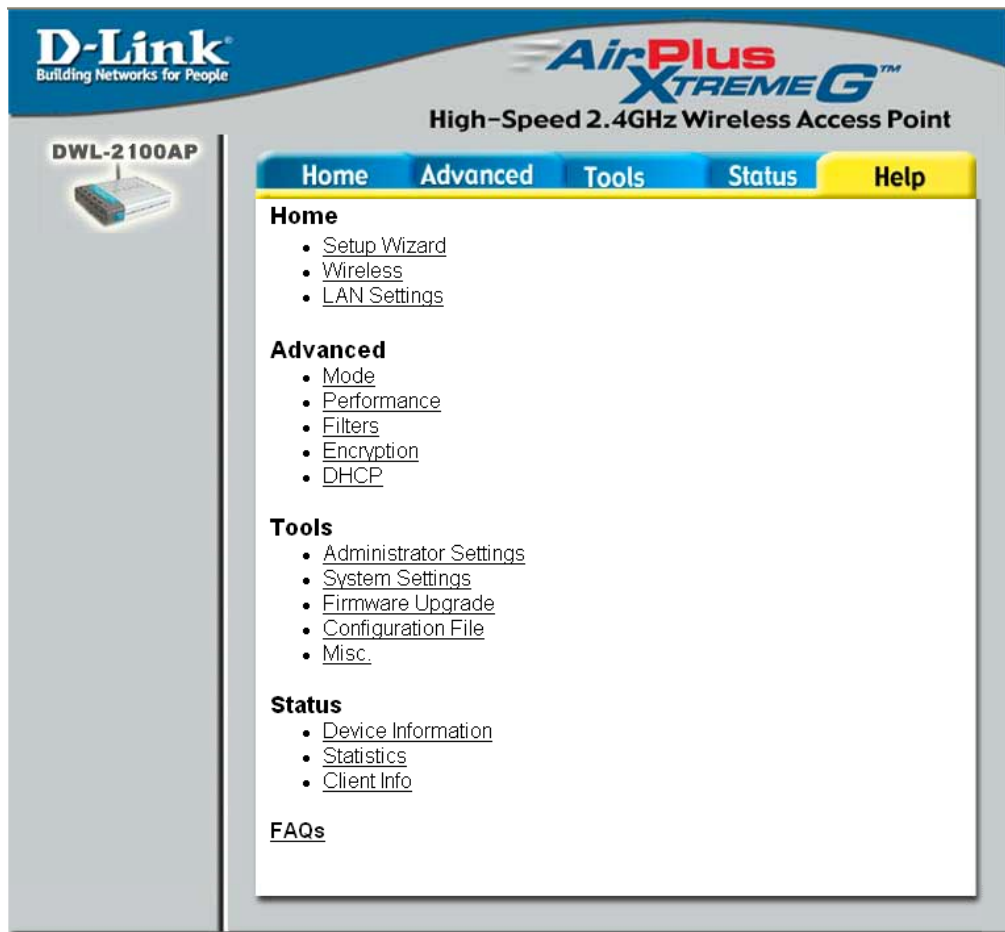 D-Link
Building Networks for People
AirPlus
XTREME G™
High-Speed 2.4GHz Wireless Access Point
DWL-2100AP
Home Advanced Tools Status Help
Home
• Setup Wizard
• Wireless
• LAN Settings
Advanced
• Mode
• Performance
• Filters
• Encryption
• DHCP
Tools
• Administrator Settings
• System Settings
• Firmware Upgrade
• Configuration File
• Misc.
Status
• Device Information
• Statistics
• Client Info
FAQs